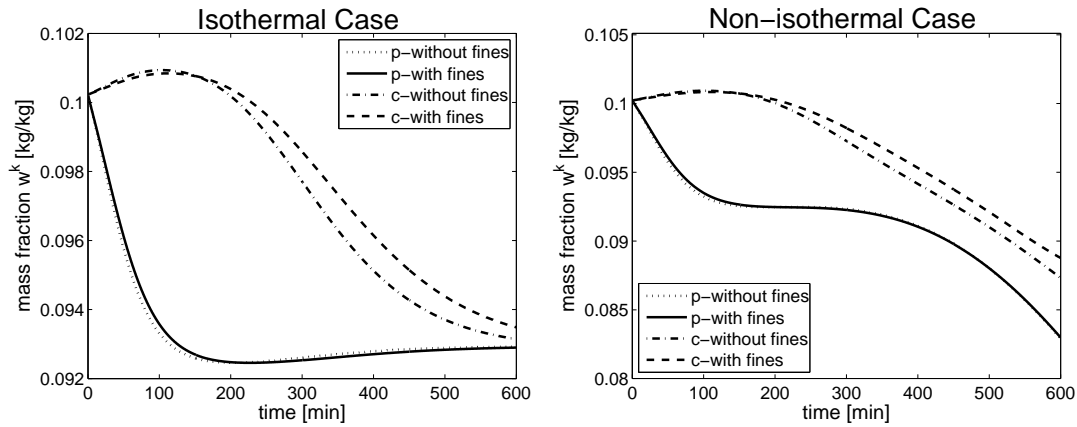 Isothermal Case
0.102
0.1
0.098
0.096
0.094
0.092
mass fraction w^k [kg/kg]
p−without fines
p−with fines
c−without fines
c−with fines
0 100 200 300 400 500 600
time [min]
Non−isothermal Case
0.105
0.1
0.095
0.09
0.085
0.08
mass fraction w^k [kg/kg]
p−without fines
p−with fines
c−without fines
c−with fines
0 100 200 300 400 500 600
time [min]